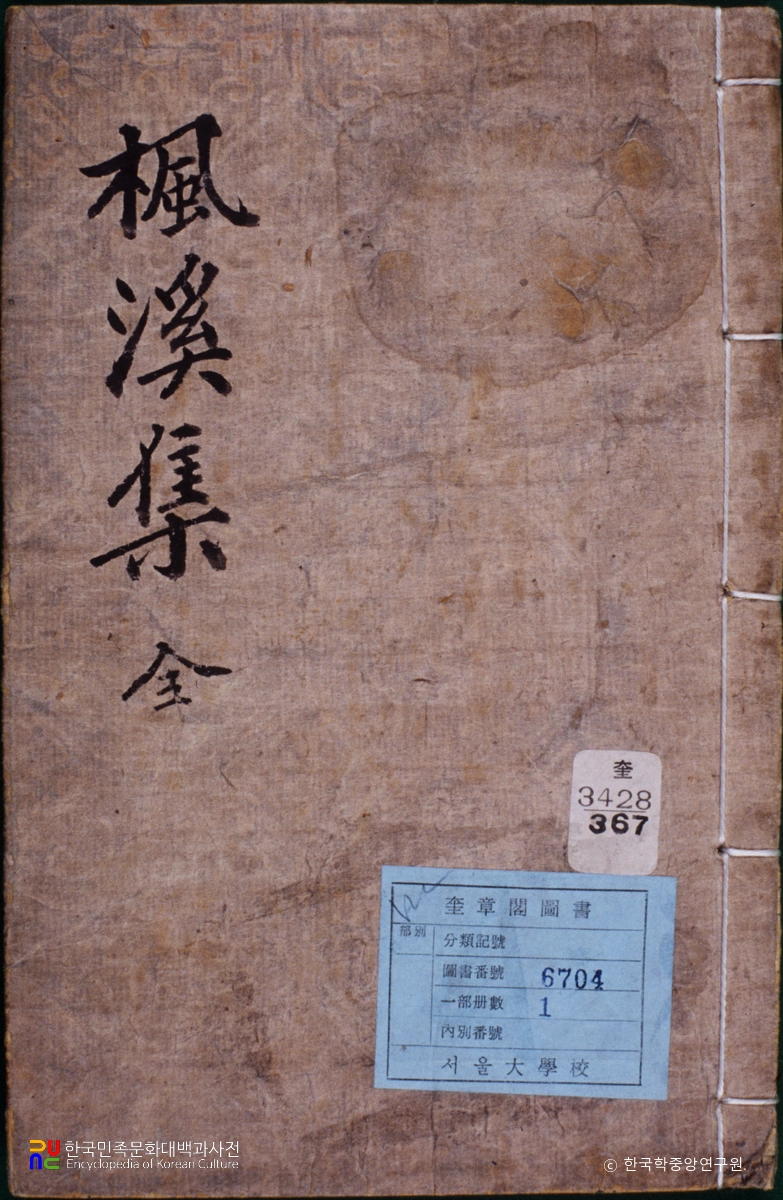 楓溪集 全
奎
3428
367
奎章閣圖書
部別
分類記號
圖書番號 6704
一部册數 1
內別番號
서울大學校
한국민족문화대백과사전
Encyclopedia of Korean Culture
ⓒ 한국학중앙연구원.